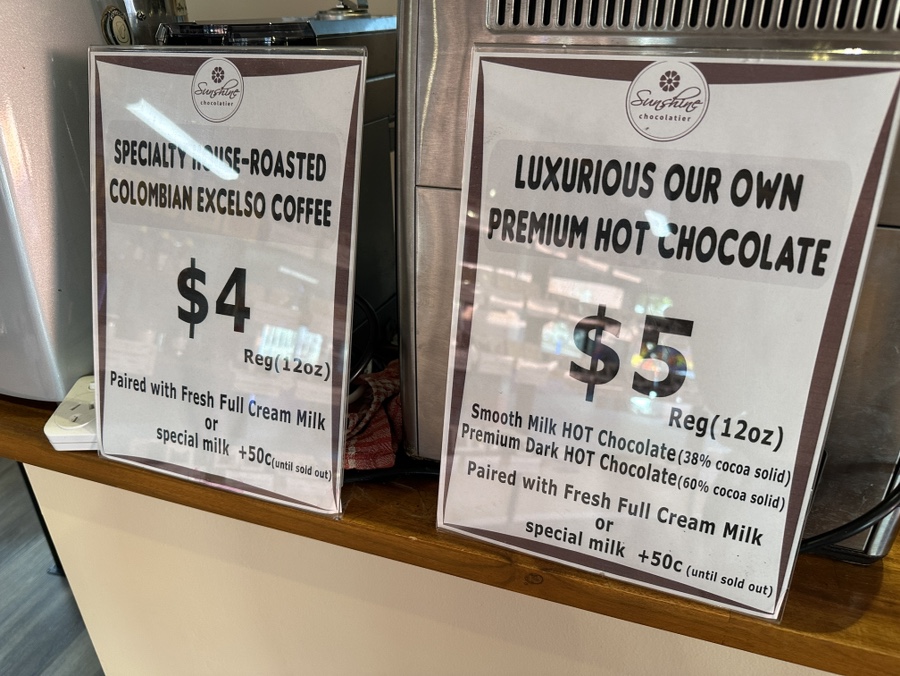 Sunshine
chocolatier
SPECIALTY HOUSE-ROASTED
COLOMBIAN EXCELSO COFFEE
$4
Reg(12oz)
Paired with Fresh Full Cream Milk
or
special milk +50c(until sold out)
Sunshine
chocolatier
LUXURIOUS OUR OWN
PREMIUM HOT CHOCOLATE
$5
Reg(12oz)
Smooth Milk HOT Chocolate(38% cocoa solid)
Premium Dark HOT Chocolate(60% cocoa solid)
Paired with Fresh Full Cream Milk
or
special milk +50c (until sold out)